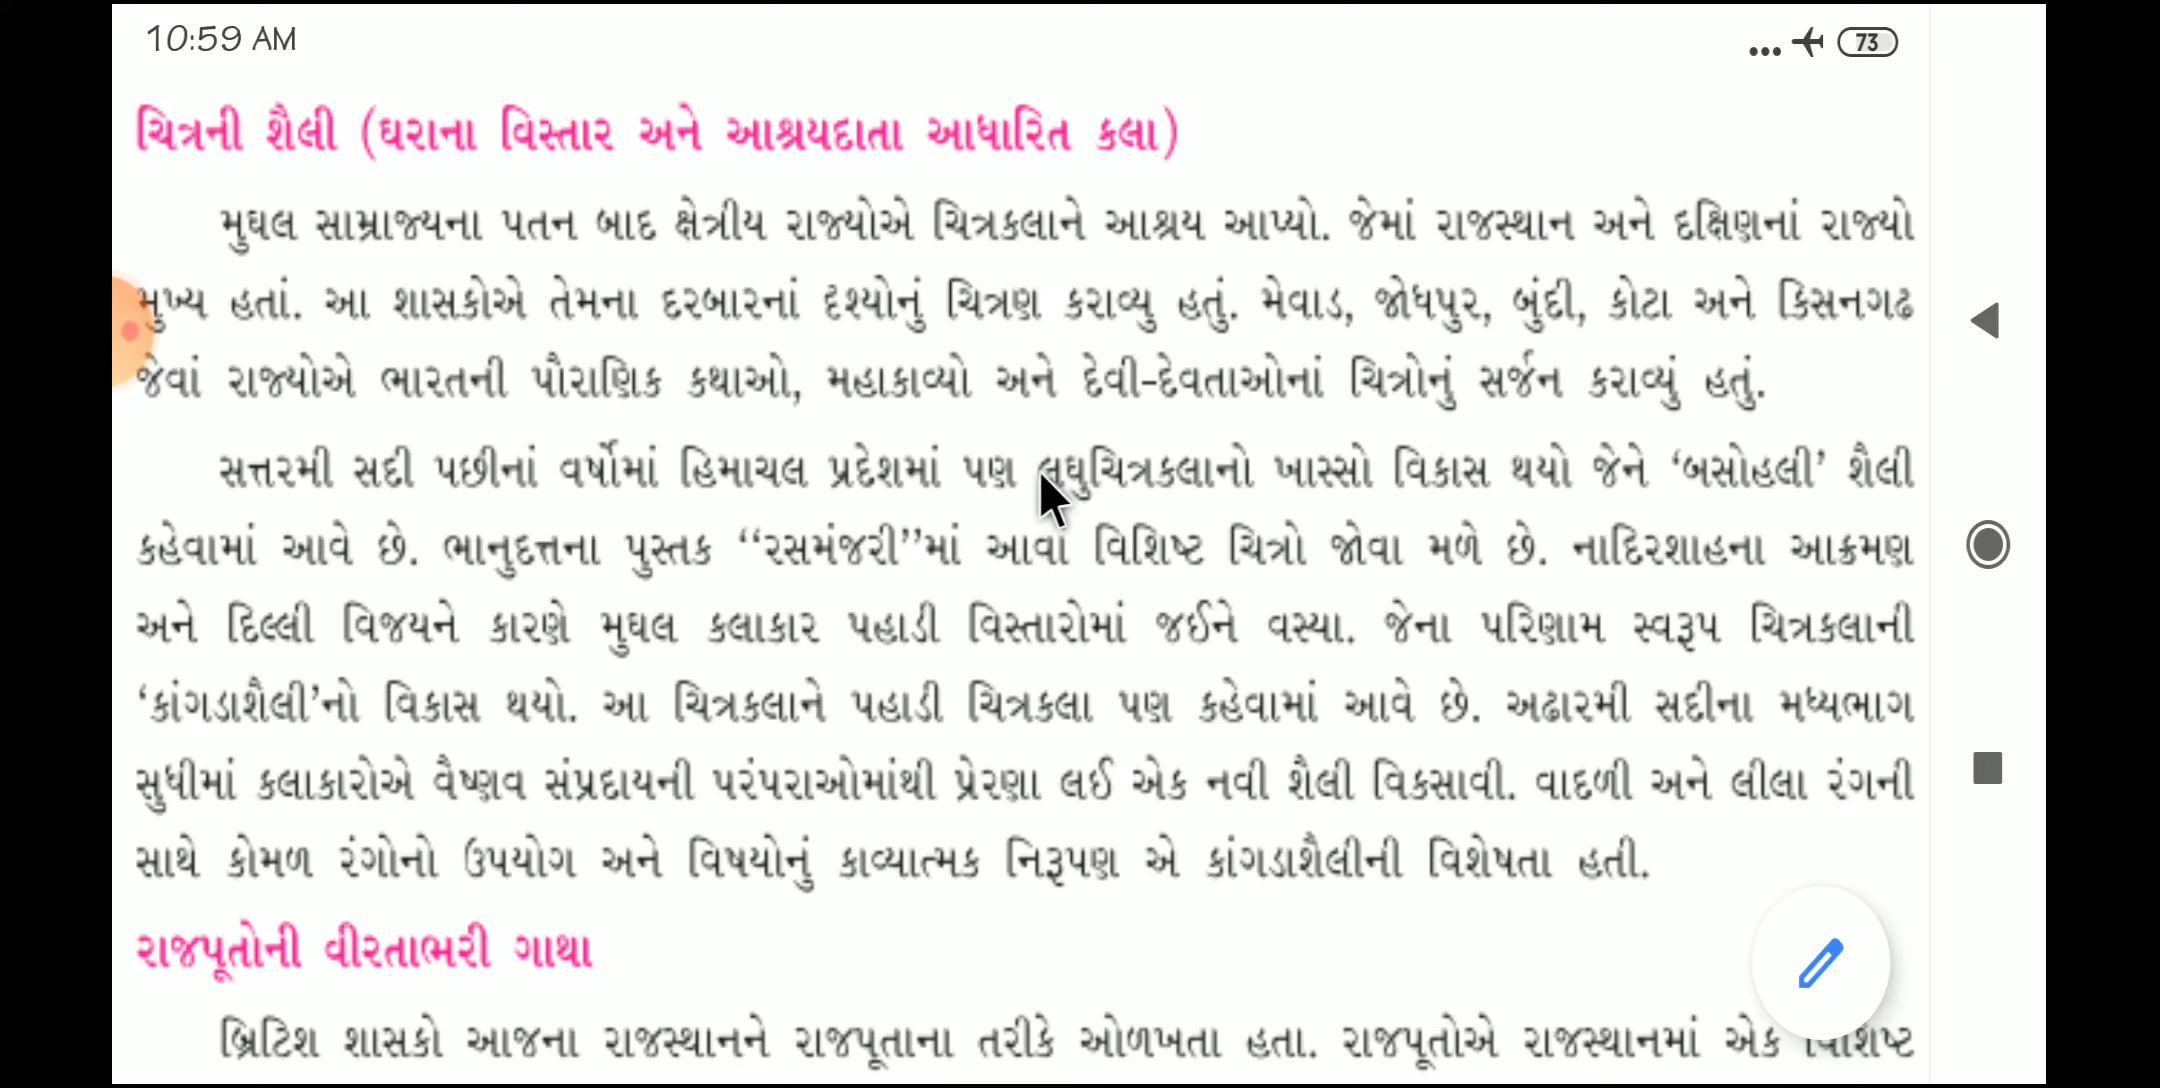 10:59 AM
73
ચિત્રની શૈલી (ઘરાના વિસ્તાર અને આશ્રયદાતા આધારિત કલા)
મુઘલ સામ્રાજ્યના પતન બાદ ક્ષેત્રીય રાજ્યોએ ચિત્રકલાને આશ્રય આપ્યો. જેમાં રાજસ્થાન અને દક્ષિણનાં રાજ્યો
મુખ્ય હતાં. આ શાસકોએ તેમના દરબારનાં દૃશ્યોનું ચિત્રણ કરાવ્યુ હતું. મેવાડ, જોધપુર, બુંદી, કોટા અને કિસનગઢ
જેવાં રાજ્યોએ ભારતની પૌરાણિક કથાઓ, મહાકાવ્યો અને દેવી-દેવતાઓનાં ચિત્રોનું સર્જન કરાવ્યું હતું.
સત્તરમી સદી પછીનાં વર્ષોમાં હિમાચલ પ્રદેશમાં પણ લઘુચિત્રકલાનો ખાસ્સો વિકાસ થયો જેને ‘બસોહલી’ શૈલી
કહેવામાં આવે છે. ભાનુદત્તના પુસ્તક “રસમંજરી”માં આવાં વિશિષ્ટ ચિત્રો જોવા મળે છે. નાદિરશાહના આક્રમણ
અને દિલ્લી વિજયને કારણે મુઘલ કલાકાર પહાડી વિસ્તારોમાં જઈને વસ્યા. જેના પરિણામ સ્વરૂપ ચિત્રકલાની
‘કાંગડાશૈલી’નો વિકાસ થયો. આ ચિત્રકલાને પહાડી ચિત્રકલા પણ કહેવામાં આવે છે. અઢારમી સદીના મધ્યભાગ
સુધીમાં કલાકારોએ વૈષ્ણવ સંપ્રદાયની પરંપરાઓમાંથી પ્રેરણા લઈ એક નવી શૈલી વિકસાવી. વાદળી અને લીલા રંગની
સાથે કોમળ રંગોનો ઉપયોગ અને વિષયોનું કાવ્યાત્મક નિરૂપણ એ કાંગડાશૈલીની વિશેષતા હતી.
રાજપૂતોની વીરતાભરી ગાથા
બ્રિટિશ શાસકો આજના રાજસ્થાનને રાજપૂતાના તરીકે ઓળખતા હતા. રાજપૂતોએ રાજસ્થાનમાં એક વિશિષ્ટ